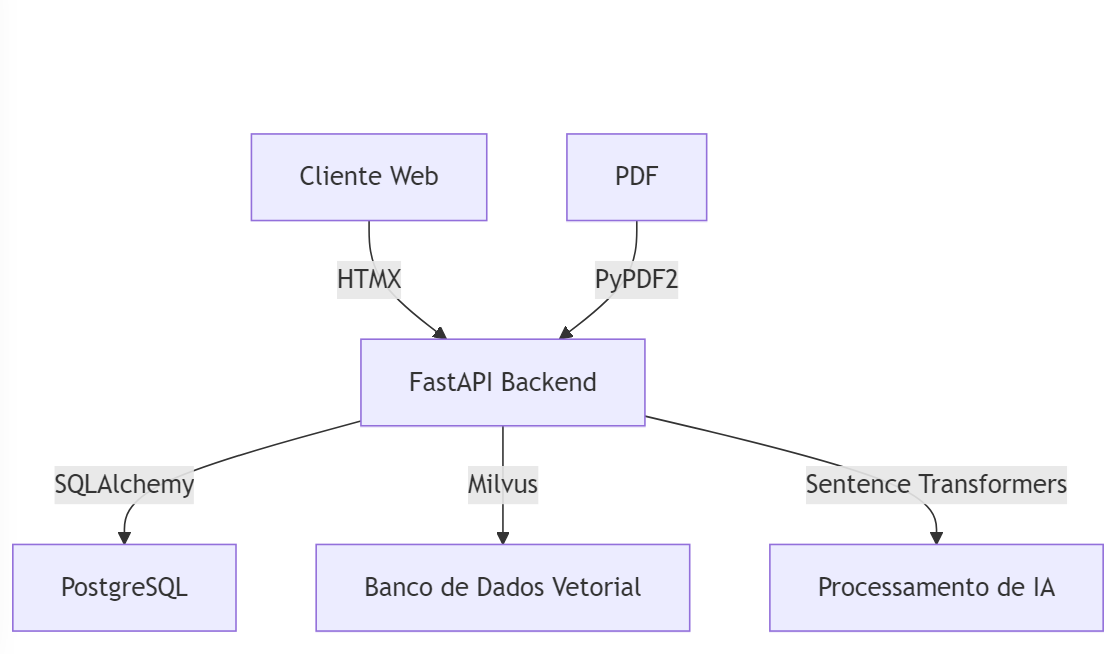 Cliente Web
PDF
HTMX
PyPDF2
FastAPI Backend
SQLAlchemy
Milvus
Sentence Transformers
PostgreSQL
Banco de Dados Vetorial
Processamento de IA